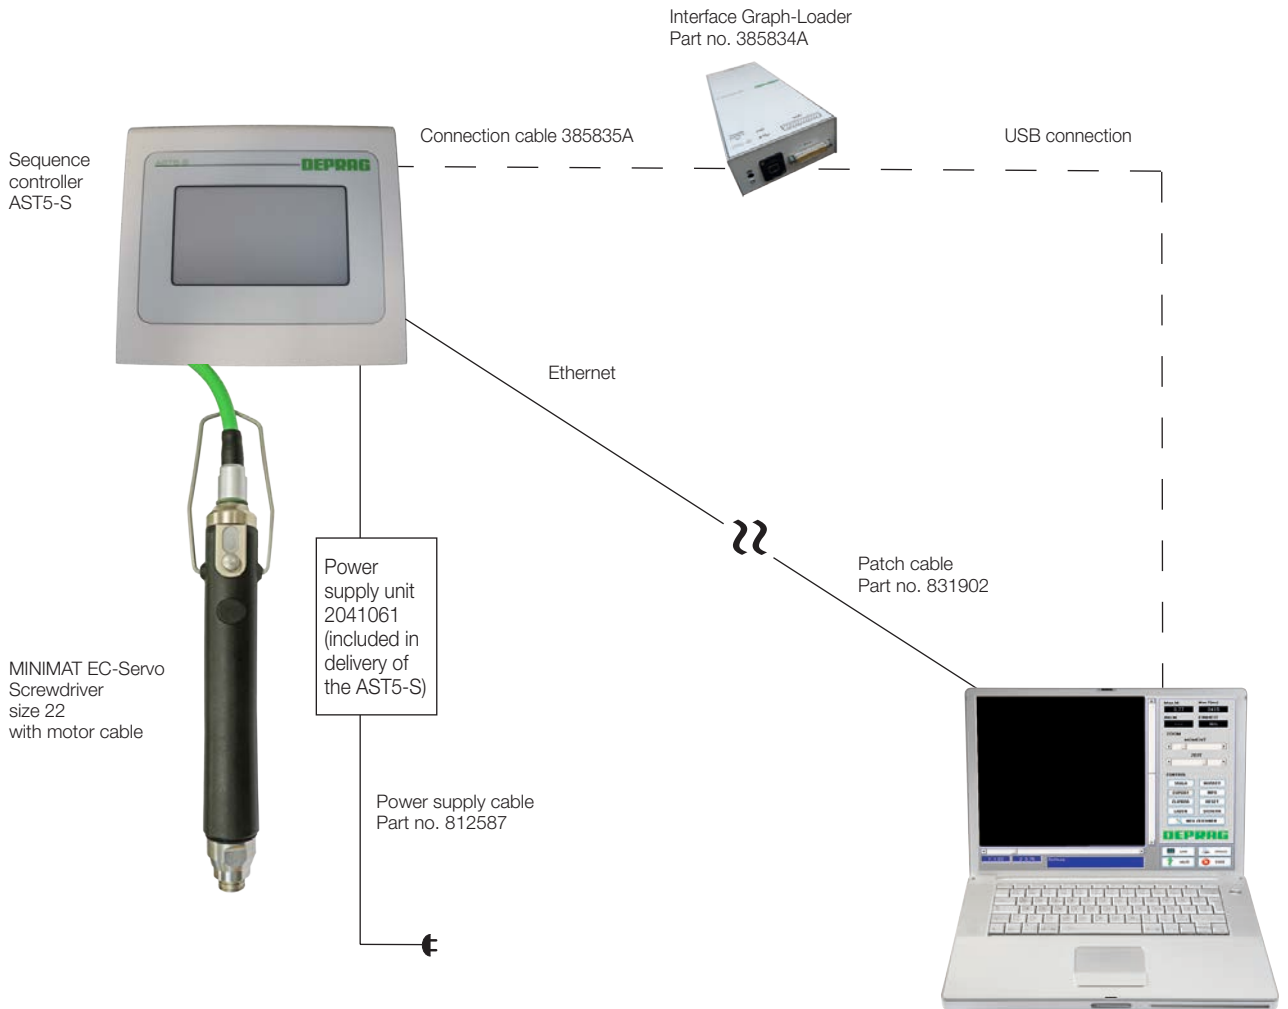 Interface Graph-Loader
Part no. 385834A
Connection cable 385835A
USB connection
Sequence
controller
AST5-S
AST5-S
DEPRAG
Ethernet
Power
supply unit
2041061
(included in
delivery of
the AST5-S)
Patch cable
Part no. 831902
MINIMAT EC-Servo
Screwdriver
size 22
with motor cable
Power supply cable
Part no. 812587
DEPRAG